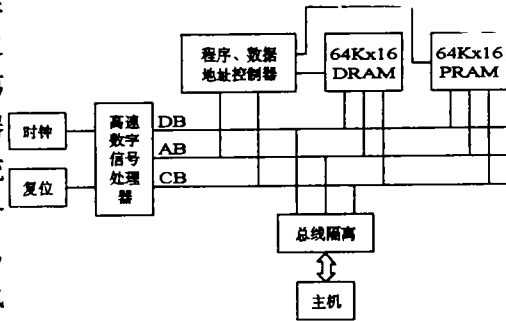 程序、数据
地址控制器
64Kx16
DRAM
64Kx16
PRAM
时钟
复位
高速
数字
信号
处理
器
DB
AB
CB
总线隔离
主机